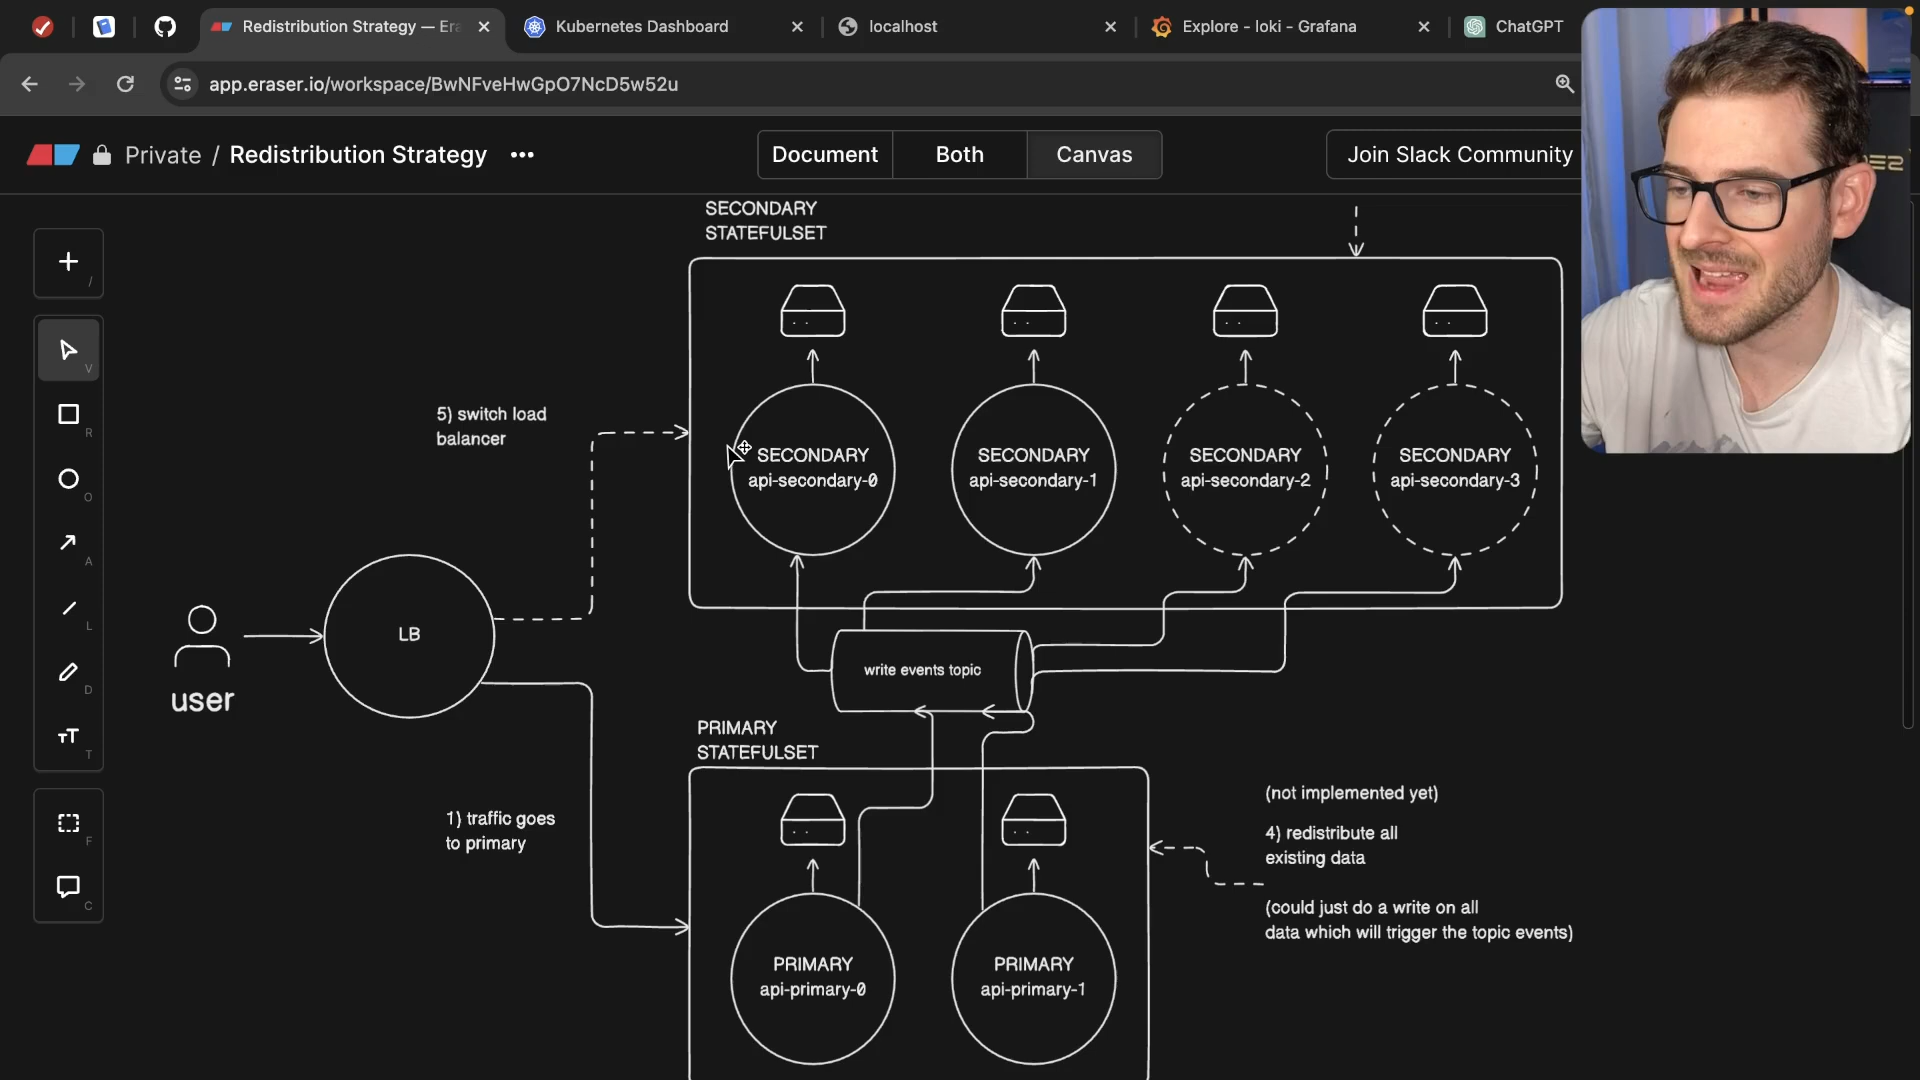 Redistribution Strategy — Era
Kubernetes Dashboard
localhost
Explore - loki - Grafana
ChatGPT
app.eraser.io/workspace/BwNFveHwGpO7NcD5w52u
Private / Redistribution Strategy
Document
Both
Canvas
Join Slack Community
SECONDARY
STATEFULSET
/
V
R
O
A
L
D
T
F
C
5) switch load
balancer
SECONDARY
api-secondary-0
SECONDARY
api-secondary-1
SECONDARY
api-secondary-2
SECONDARY
api-secondary-3
LB
user
write events topic
PRIMARY
STATEFULSET
1) traffic goes
to primary
(not implemented yet)
4) redistribute all
existing data
(could just do a write on all
data which will trigger the topic events)
PRIMARY
api-primary-0
PRIMARY
api-primary-1